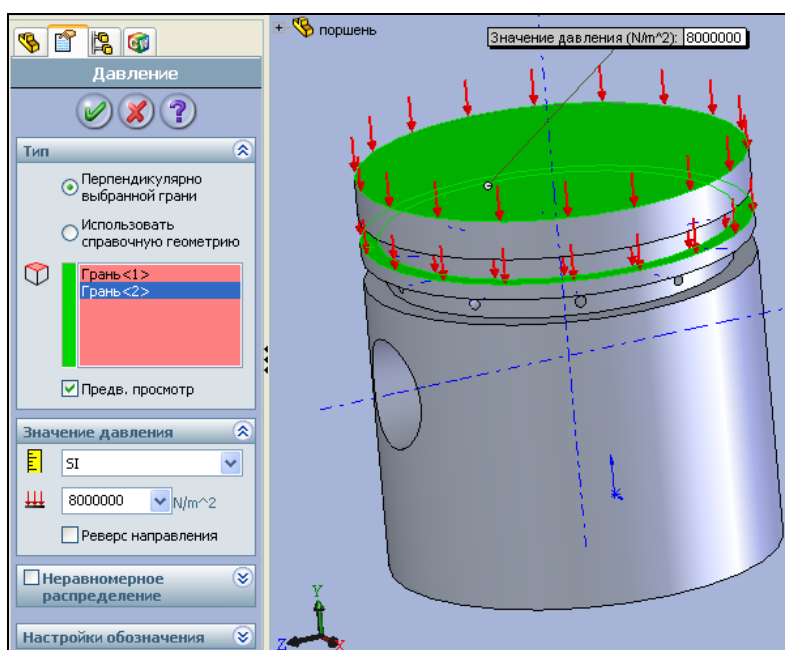 Давление
Тип
Перпендикулярно
выбранной грани
Использовать
справочную геометрию
Грань<1>
Грань<2>
Предв. просмотр
Значение давления
SI
8000000 N/m^2
Реверс направления
Неравномерное
распределение
Настройки обозначения
поршень
Значение давления (N/m^2): 8000000
Y
Z
X